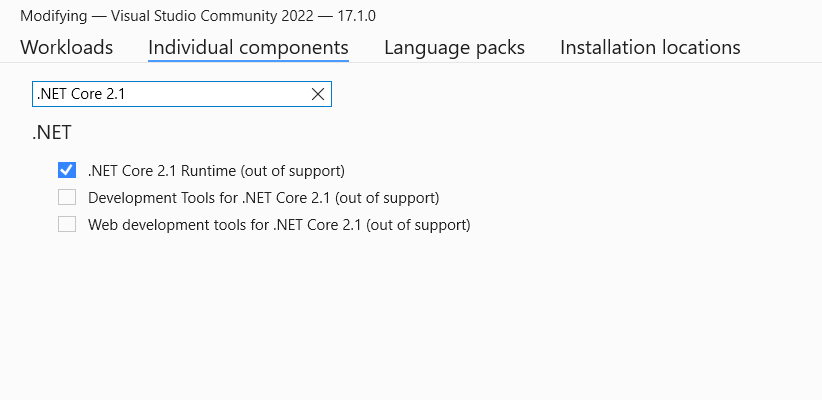 Modifying — Visual Studio Community 2022 — 17.1.0
Workloads Individual components Language packs Installation locations
.NET Core 2.1
.NET
.NET Core 2.1 Runtime (out of support)
Development Tools for .NET Core 2.1 (out of support)
Web development tools for .NET Core 2.1 (out of support)